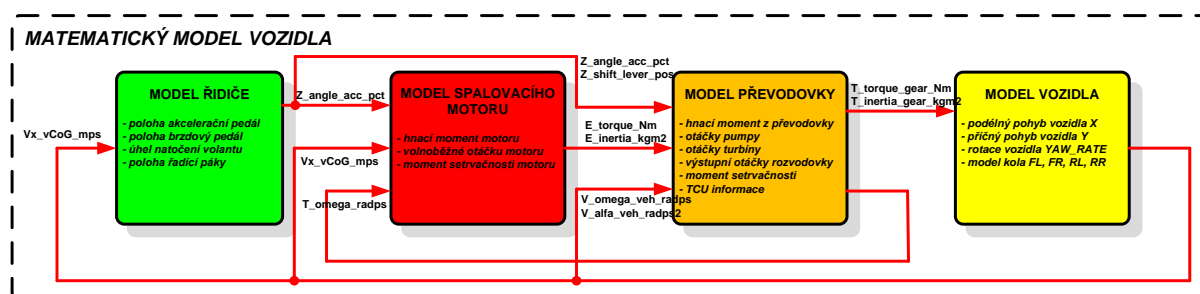 MATEMATICKÝ MODEL VOZIDLA
Vx_vCoG_mps
MODEL ŘIDIČE
- poloha akcelerační pedál
- poloha brzdový pedál
- úhel natočení volantu
- poloha řadící páky
Z_angle_acc_pct
Vx_vCoG_mps
T_omega_radps
MODEL SPALOVACÍHO
MOTORU
- hnací moment motoru
- volnoběžné otáčku motoru
- moment setrvačnosti motoru
Z_angle_acc_pct
Z_shift_lever_pos
E_torque_Nm
E_inertia_kgm2
V_omega_veh_radps
V_alfa_veh_radps2
MODEL PŘEVODOVKY
- hnací moment z převodovky
- otáčky pumpy
- otáčky turbíny
- výstupní otáčky rozvodovky
- moment setrvačnosti
- TCU informace
T_torque_gear_Nm
T_inertia_gear_kgm2
MODEL VOZIDLA
- podélný pohyb vozidla X
- příčný pohyb vozidla Y
- rotace vozidla YAW_RATE
- model kola FL, FR, RL, RR